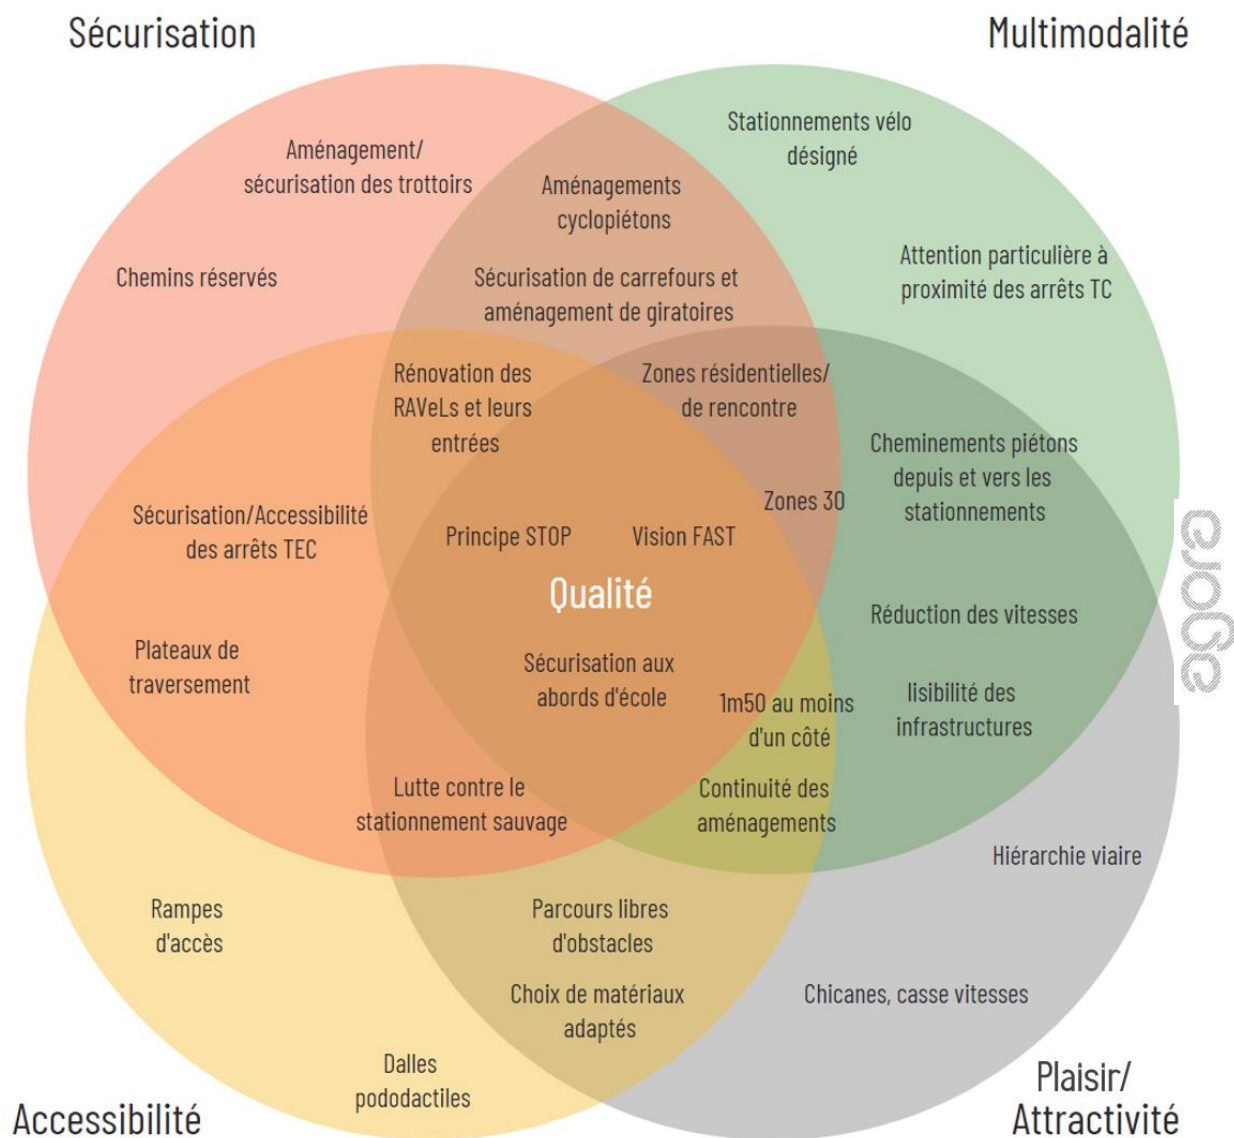 Sécurisation
Multimodalité
Stationnements vélo
désigné
Aménagement/
sécurisation des trottoirs
Aménagements
cyclopiétons
Attention particulière à
proximité des arrêts TC
Chemins réservés
Sécurisation de carrefours et
aménagement de giratoires
Rénovation des
RAVeLs et leurs
entrées
Zones résidentielles/
de rencontre
Cheminements piétons
depuis et vers les
stationnements
Zones 30
Sécurisation/Accessibilité
des arrêts TEC
Principe STOP
Vision FAST
Qualité
agora
Réduction des vitesses
Plateaux de
traversement
Sécurisation aux
abords d'école
1m50 au moins
d'un côté
lisibilité des
infrastructures
Lutte contre le
stationnement sauvage
Continuité des
aménagements
Hiérarchie viaire
Rampes
d'accès
Parcours libres
d'obstacles
Choix de matériaux
adaptés
Chicanes, casse vitesses
Dalles
pododactiles
Accessibilité
Plaisir/
Attractivité